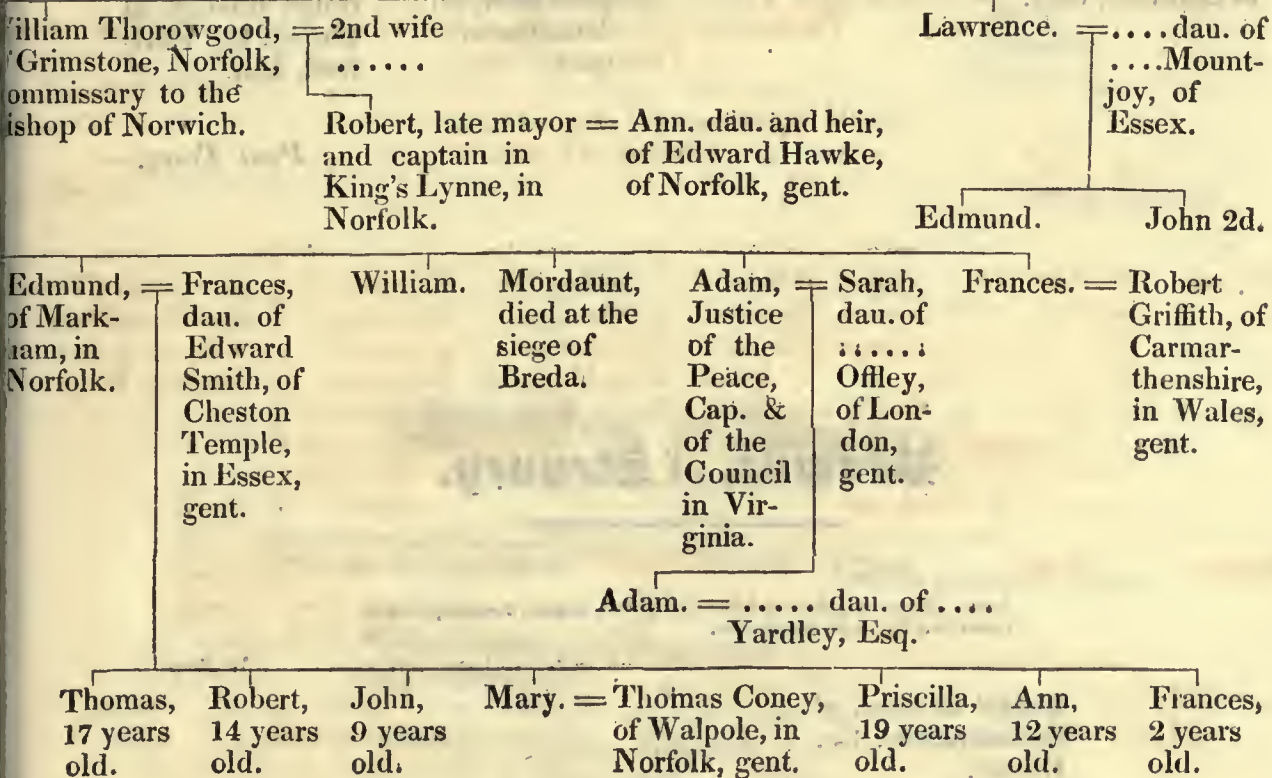 illiam Thorowgood, = 2nd wife
Grimstone, Norfolk, ......
ommissary to the
ishop of Norwich.
Lawrence. = .... dau. of
.... Mount-
joy, of
Essex.
Robert, late mayor = Ann. dau. and heir,
and captain in of Edward Hawke,
King's Lynne, in of Norfolk, gent.
Norfolk.
Edmund. John 2d.
Edmund, =
of Mark-
ham, in
Norfolk.
Frances,
dau. of
Edward
Smith, of
Cheston
Temple,
in Essex,
gent.
William.
Mordaunt,
died at the
siege of
Breda.
Adam, =
Justice
of the
Peace,
Cap. &
of the
Council
in Vir-
ginia.
Sarah,
dau. of
......
Offley,
of Lon-
don,
gent.
Frances. =
Robert
Griffith, of
Carmar-
thenshire,
in Wales,
gent.
Adam. = ..... dau. of ....
Yardley, Esq.
Thomas,
17 years
old.
Robert,
14 years
old.
John,
9 years
old.
Mary. = Thomas Coney,
of Walpole, in
Norfolk, gent.
Priscilla,
19 years
old.
Ann,
12 years
old.
Frances,
2 years
old.